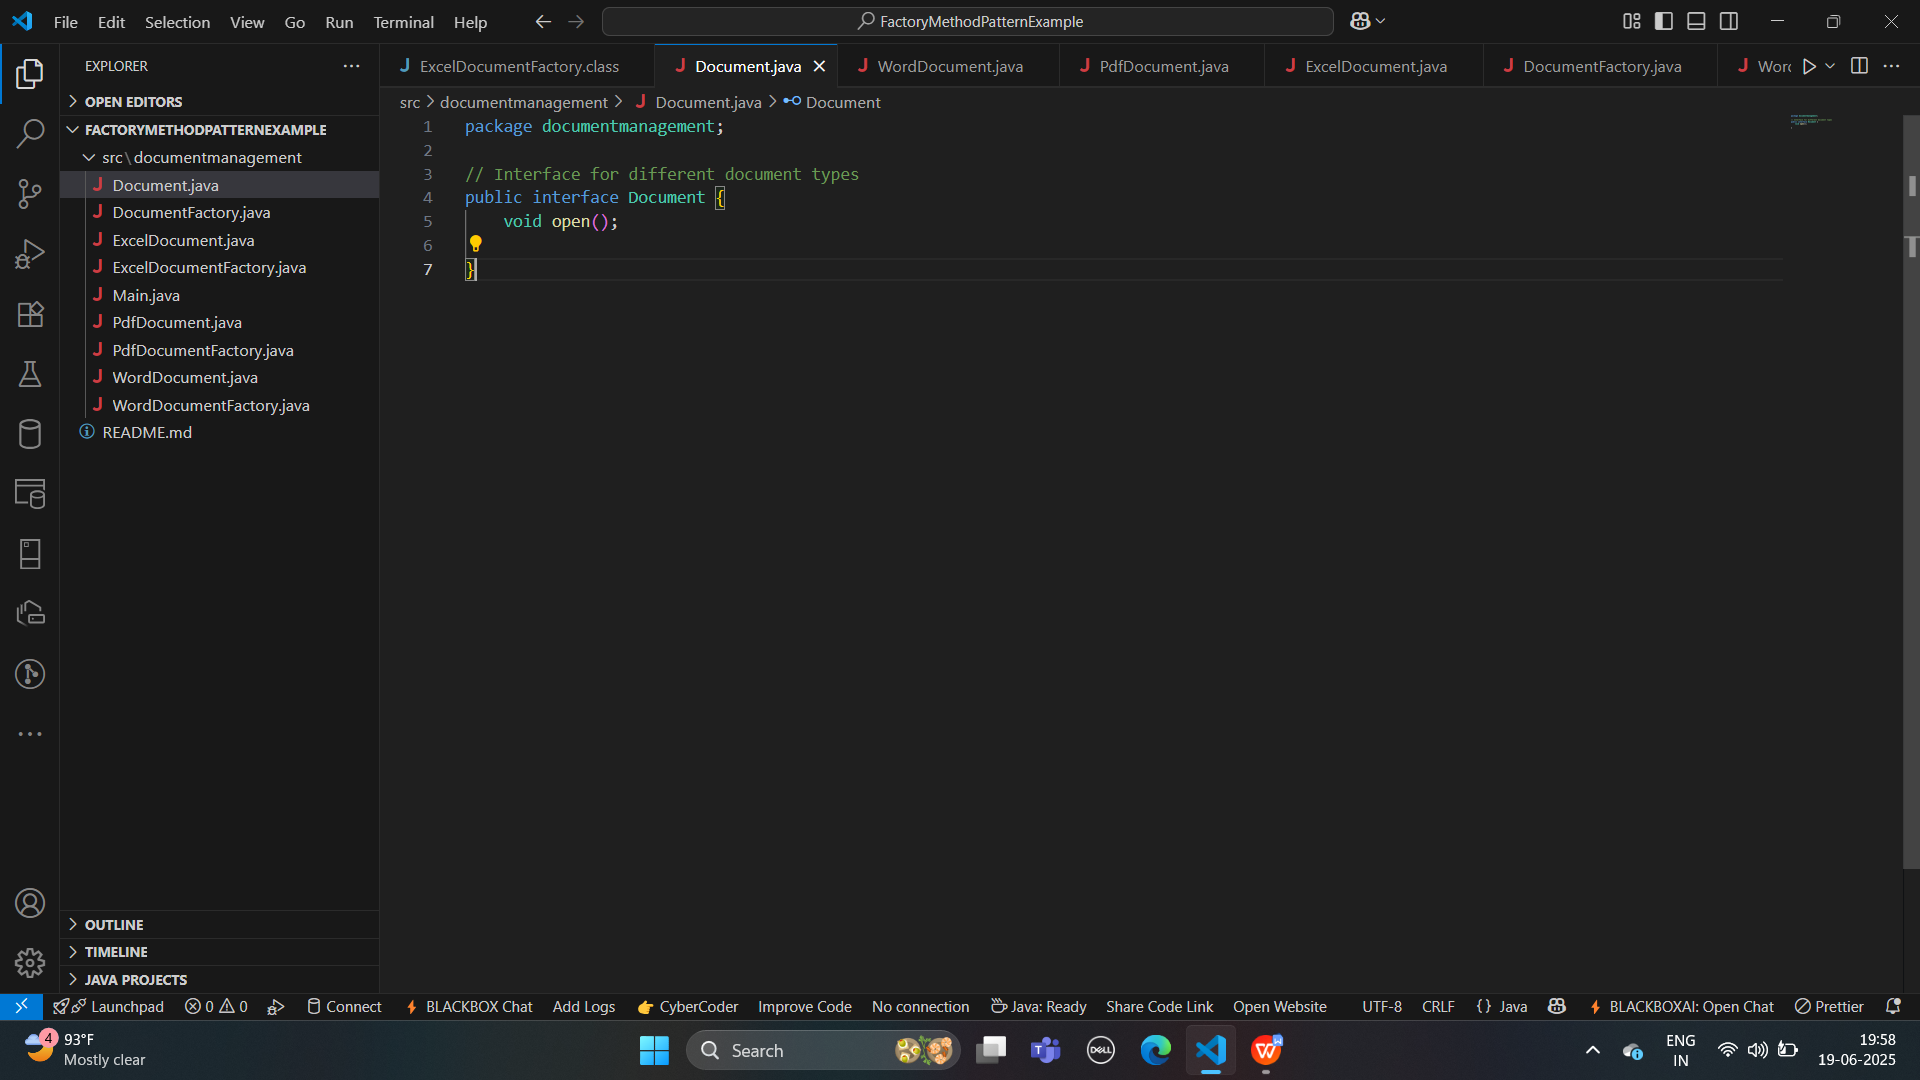 File Edit Selection View Go Run Terminal Help
FactoryMethodPatternExample
EXPLORER
OPEN EDITORS
FACTORYMETHODPATTERNEXAMPLE
src\documentmanagement
Document.java
DocumentFactory.java
ExcelDocument.java
ExcelDocumentFactory.java
Main.java
PdfDocument.java
PdfDocumentFactory.java
WordDocument.java
WordDocumentFactory.java
README.md
OUTLINE
TIMELINE
JAVA PROJECTS
J ExcelDocumentFactory.class J Document.java J WordDocument.java J PdfDocument.java J ExcelDocument.java J DocumentFactory.java J Word
src > documentmanagement > J Document.java > Document
1 package documentmanagement;
2
3 // Interface for different document types
4 public interface Document {
5 void open();
6
7 }
Launchpad 0 0 Connect BLACKBOX Chat Add Logs CyberCoder Improve Code No connection Java: Ready Share Code Link Open Website UTF-8 CRLF {} Java BLACKBOXAI: Open Chat Prettier
4 93°F
Mostly clear
Search
T
DELL
W
ENG
IN
19:58
19-06-2025